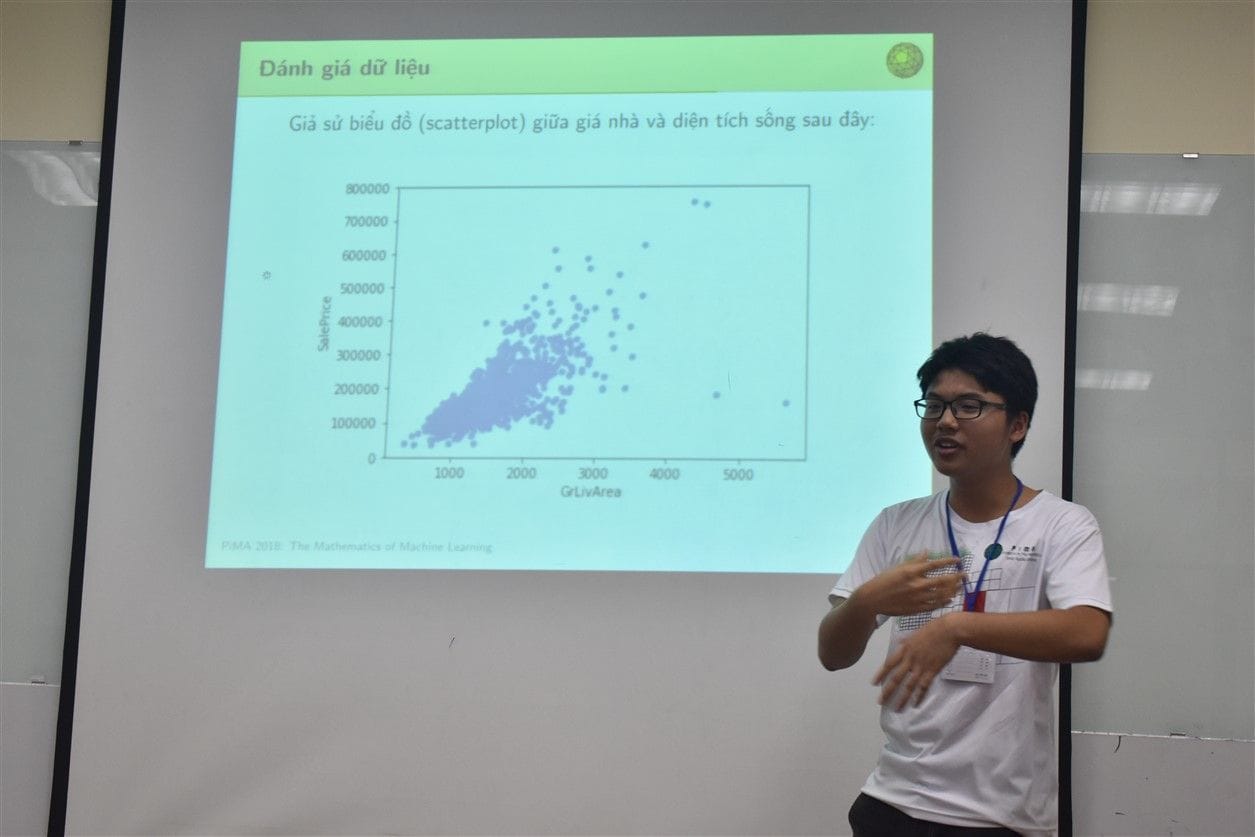 Đánh giá dữ liệu
Giả sử biểu đồ (scatterplot) giữa giá nhà và diện tích sống sau đây:
800000
700000
600000
500000
400000
300000
200000
100000
0
SalePrice
1000 2000 3000 4000 5000
GrLivArea
PiMA 2018: The Mathematics of Machine Learning